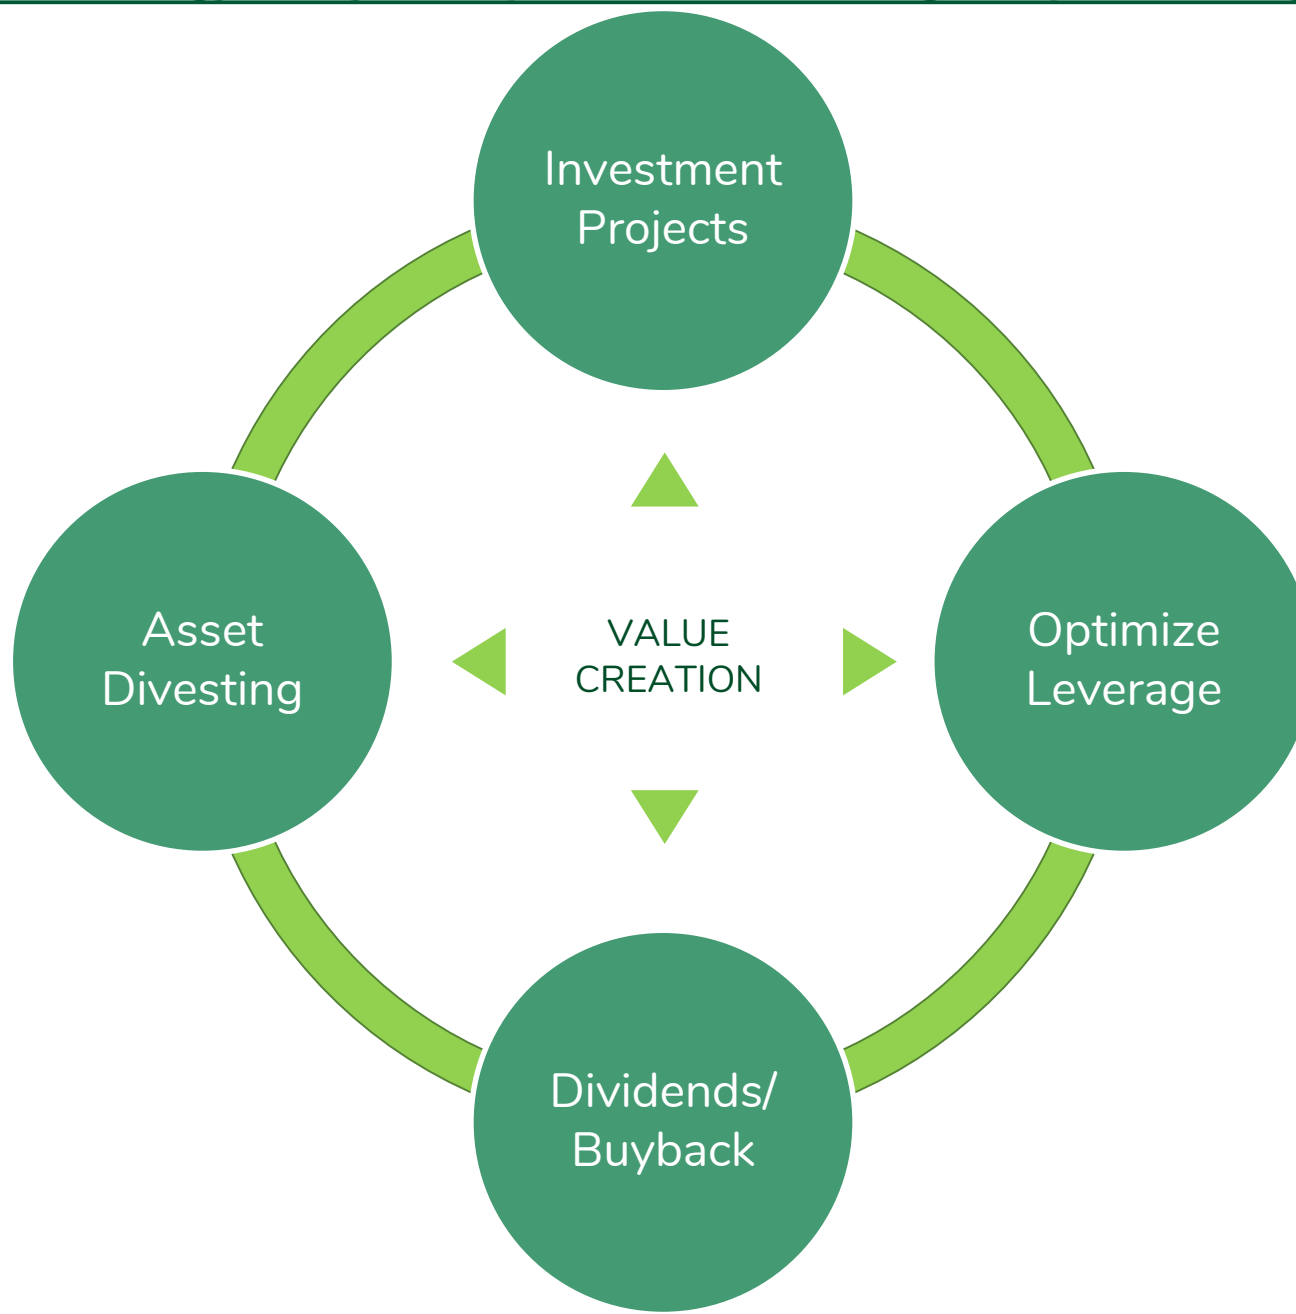 Investment
Projects
Asset
Divesting
VALUE
CREATION
Optimize
Leverage
Dividends/
Buyback